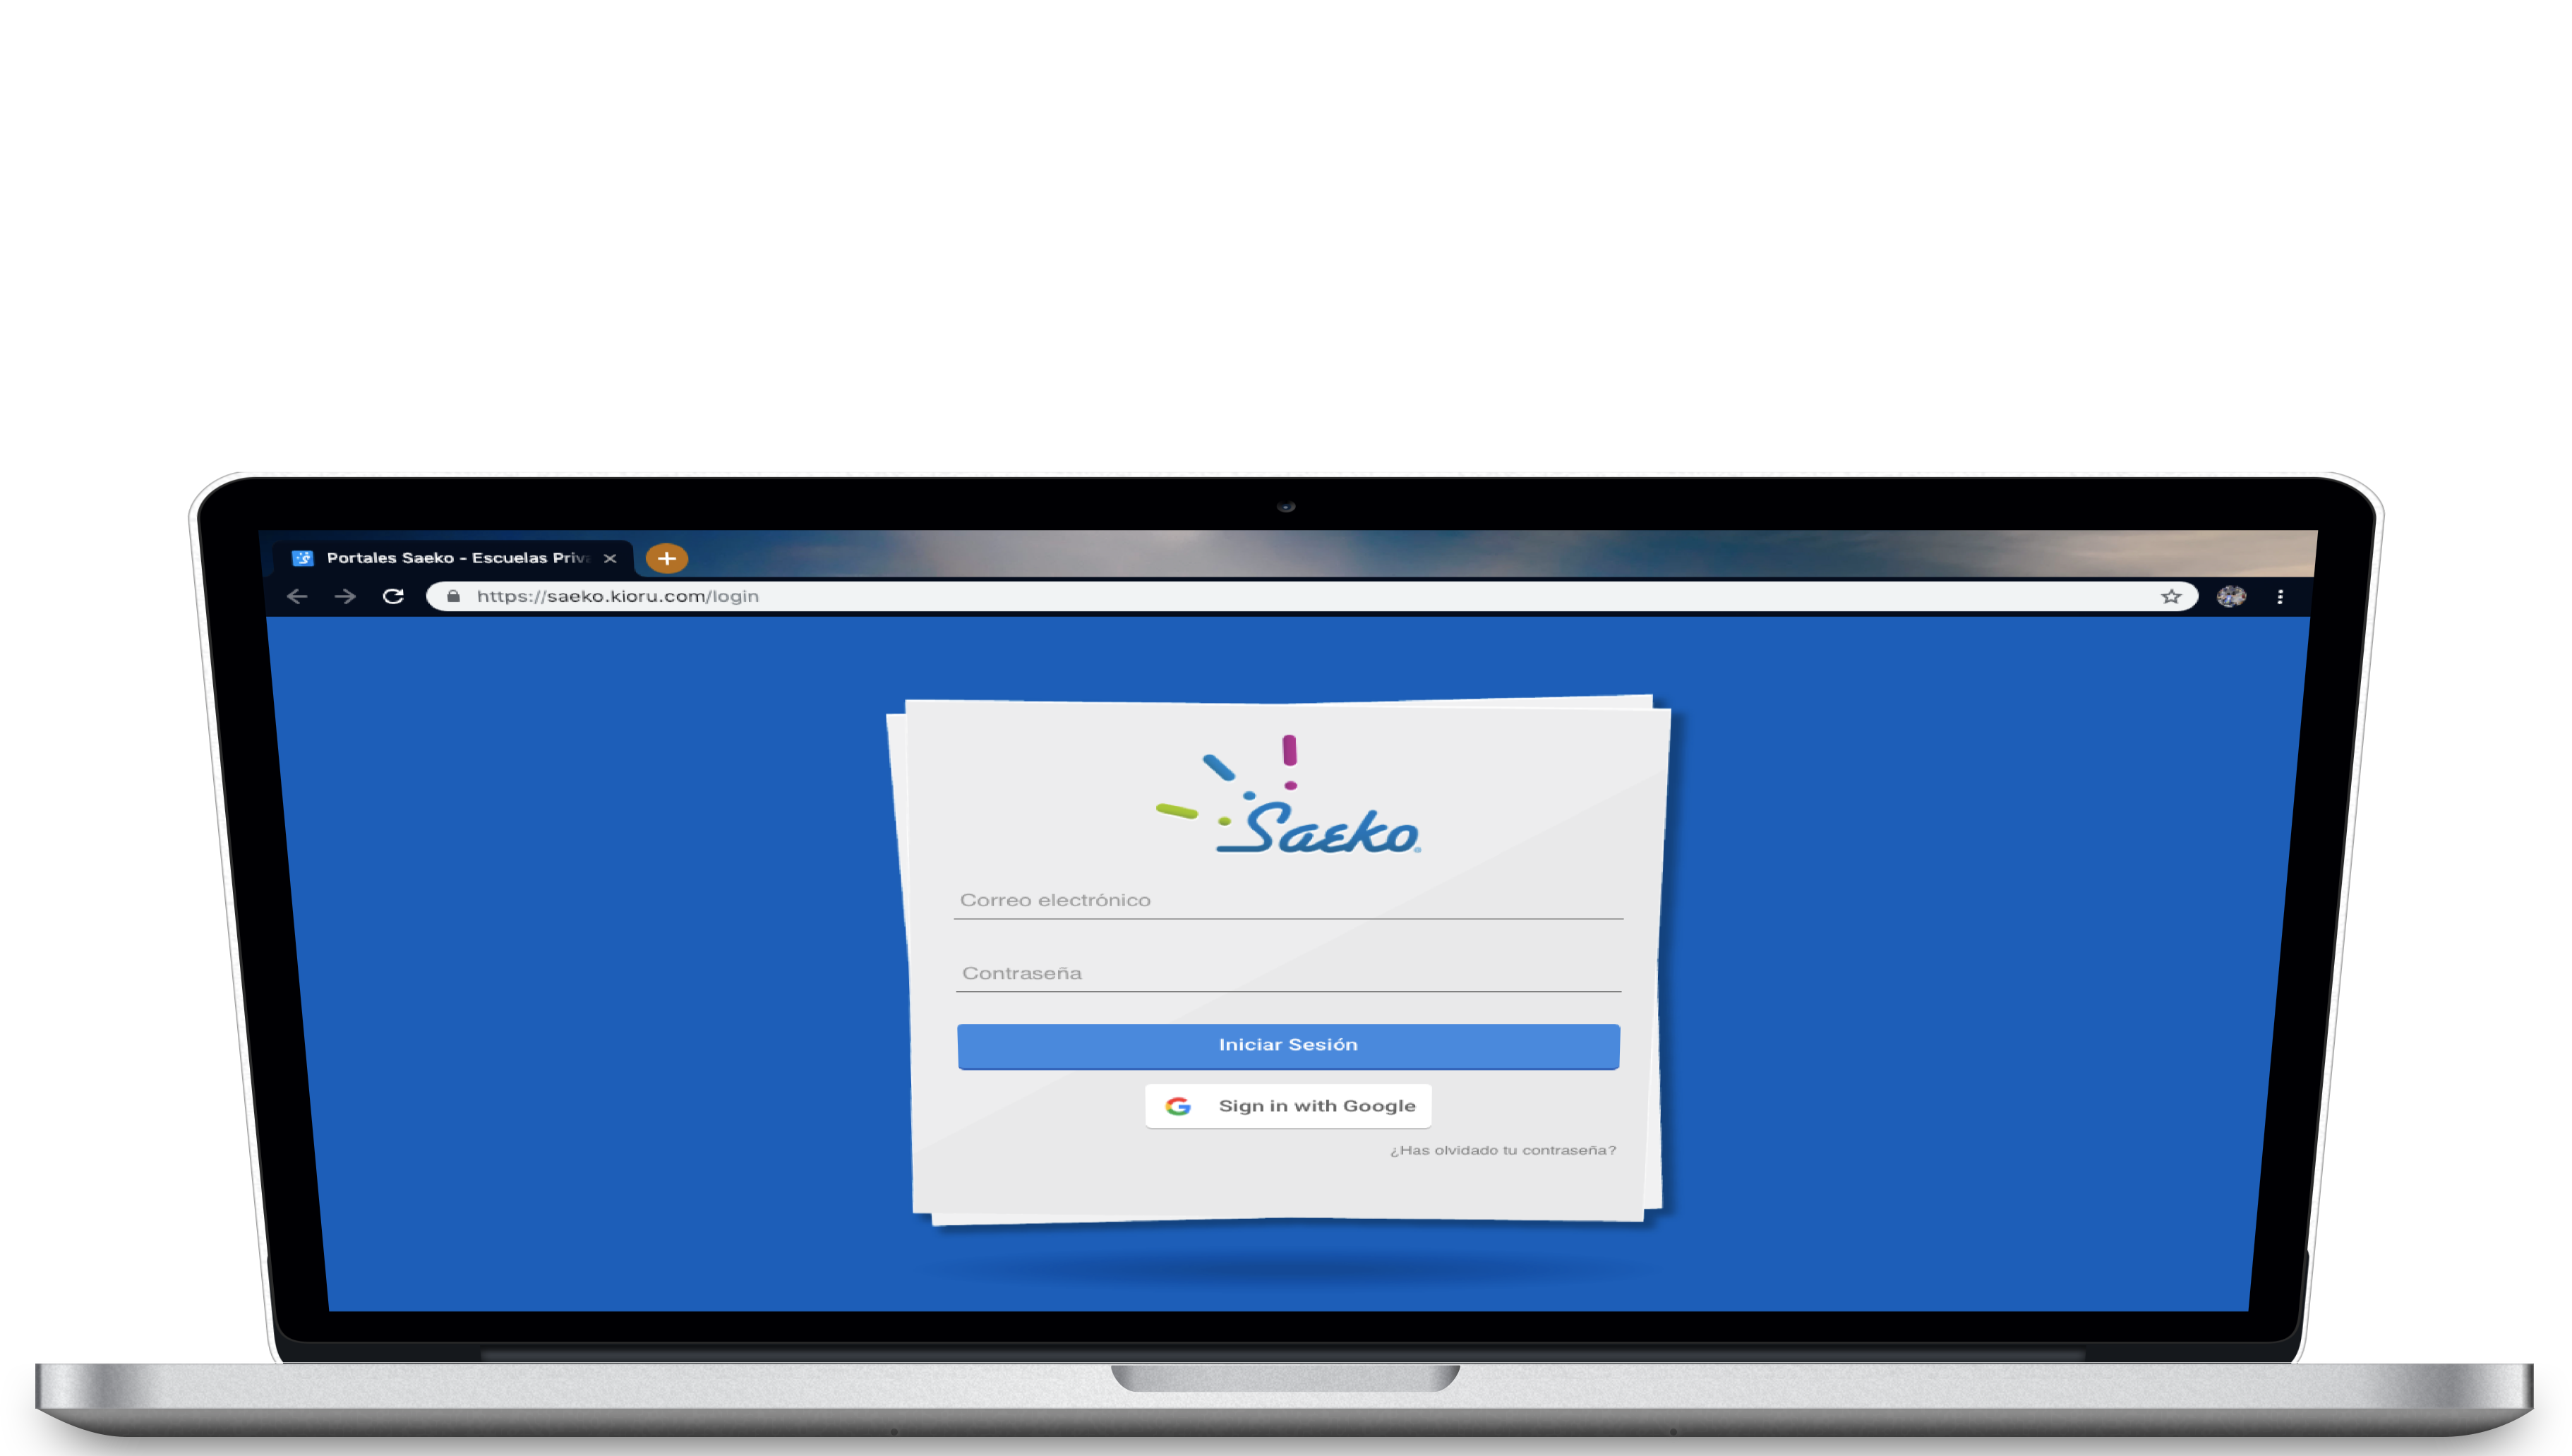 Portales Saeko - Escuelas Priv
https://saeko.kioru.com/login
Saeko
Correo electrónico
Contraseña
Iniciar Sesión
Sign in with Google
¿Has olvidado tu contraseña?